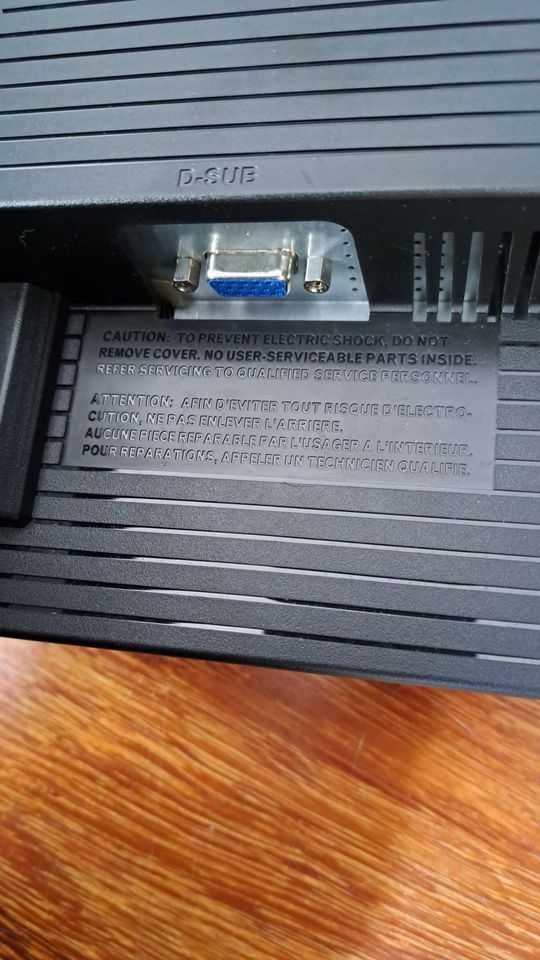 D-SUB
CAUTION: TO PREVENT ELECTRIC SHOCK, DO NOT
REMOVE COVER. NO USER-SERVICEABLE PARTS INSIDE.
REFER SERVICING TO QUALIFIED SERVICE PERSONNEL.
ATTENTION: AFIN D'EVITER TOUT RISQUE D'ELECTRO-
CUTION, NE PAS ENLEVER L'ARRIERE.
AUCUNE PIECE REPARABLE PAR L'USAGER A L'INTERIEUR.
POUR REPARATIONS, APPELER UN TECHNICIEN QUALIFIE.